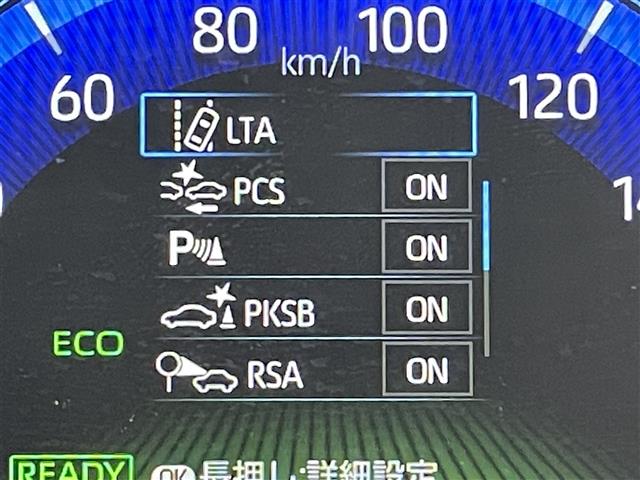 80 100
km/h
60 120
LTA
PCS ON
P ON
PKSB ON
ECO
RSA ON
READY OK 長押し:詳細設定